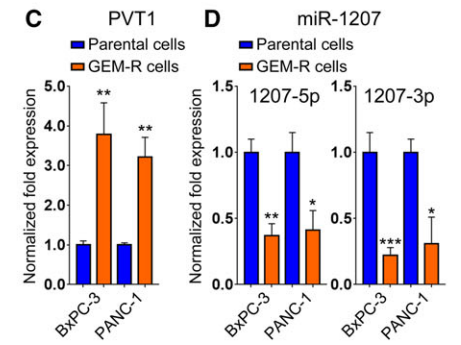 C PVT1
Parental cells
GEM-R cells
Normalized fold expression
5.0
4.0
3.0
2.0
1.0
0.0
**
**
BxPC-3
PANC-1
D miR-1207
Parental cells
GEM-R cells
Normalized fold expression
1207-5p
1.5
1.0
0.5
0.0
**
*
BxPC-3
PANC-1
1207-3p
1.5
1.0
0.5
0.0
***
*
BxPC-3
PANC-1